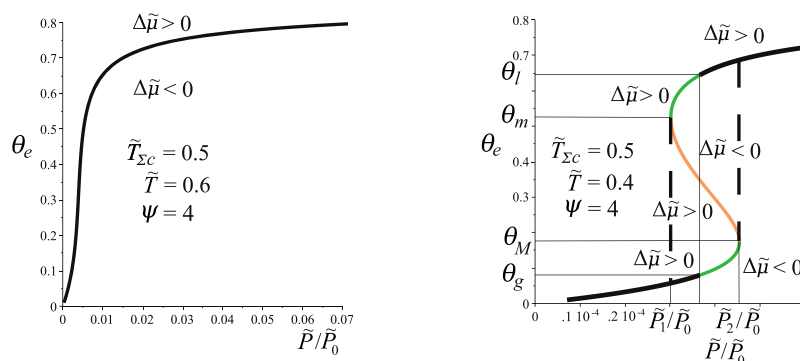 0.8
Δμ̃ > 0
0.7
0.6
Δμ̃ < 0
0.5
θe
0.4
T̃Σc = 0.5
0.3
T̃ = 0.6
ψ = 4
0.2
0.1
0
0 0.01 0.02 0.03 0.04 0.05 0.06 0.07
P̃/P̃0
0.8
Δμ̃ > 0
0.7
θl
Δμ̃ > 0
θm
θe
T̃Σc = 0.5
Δμ̃ < 0
0.4
T̃ = 0.4
0.3
ψ = 4
Δμ̃ > 0
θM
Δμ̃ > 0
Δμ̃ < 0
θg
0
0 .1 10-4 .2 10-4 P̃1/P̃0 P̃2/P̃0
P̃/P̃0